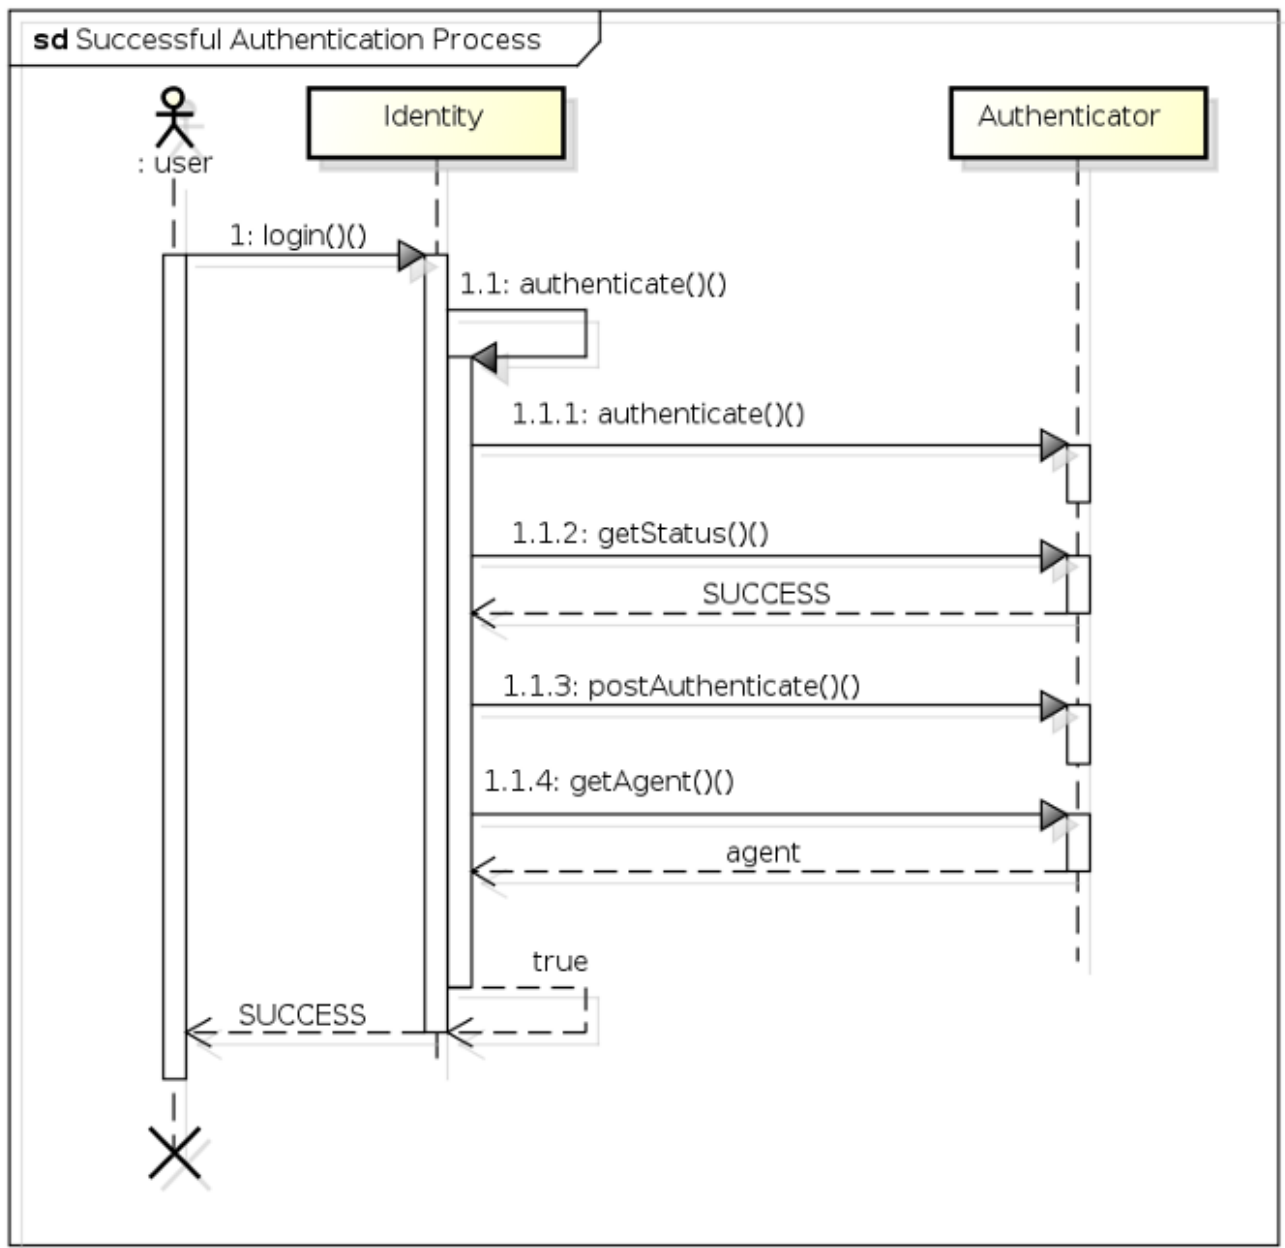 sd Successful Authentication Process
Identity
Authenticator
: user
1: login()()
1.1: authenticate()()
1.1.1: authenticate()()
1.1.2: getStatus()()
SUCCESS
1.1.3: postAuthenticate()()
1.1.4: getAgent()()
agent
true
SUCCESS